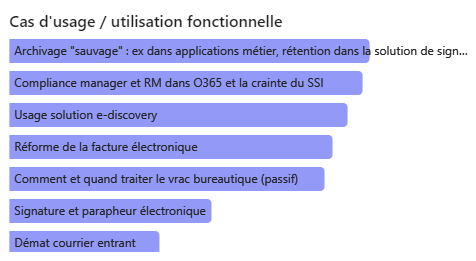 Cas d'usage / utilisation fonctionnelle
Archivage "sauvage" : ex dans applications métier, rétention dans la solution de sign...
Compliance manager et RM dans O365 et la crainte du SSI
Usage solution e-discovery
Réforme de la facture électronique
Comment et quand traiter le vrac bureautique (passif)
Signature et parapheur électronique
Démat courrier entrant